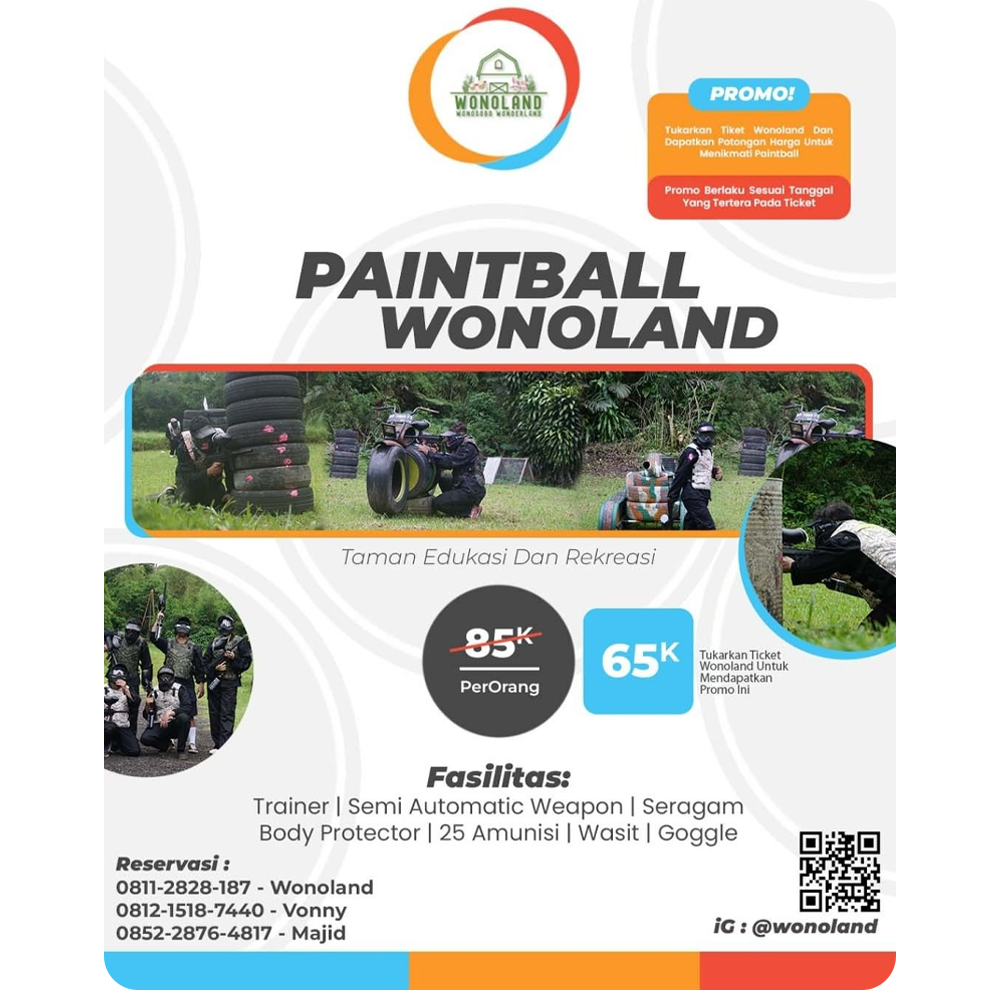 WONOLAND
WONOSOBO WONDERLAND
PROMO!
Tukarkan Tiket Wonoland Dan
Dapatkan Potongan Harga Untuk
Menikmati Paintball
Promo Berlaku Sesuai Tanggal
Yang Tertera Pada Ticket
PAINTBALL
WONOLAND
Taman Edukasi Dan Rekreasi
85K
PerOrang
65K
Tukarkan Ticket
Wonoland Untuk
Mendapatkan
Promo Ini
Fasilitas:
Trainer | Semi Automatic Weapon | Seragam
Body Protector | 25 Amunisi | Wasit | Goggle
Reservasi :
0811-2828-187 - Wonoland
0812-1518-7440 - Vonny
0852-2876-4817 - Majid
iG : @wonoland